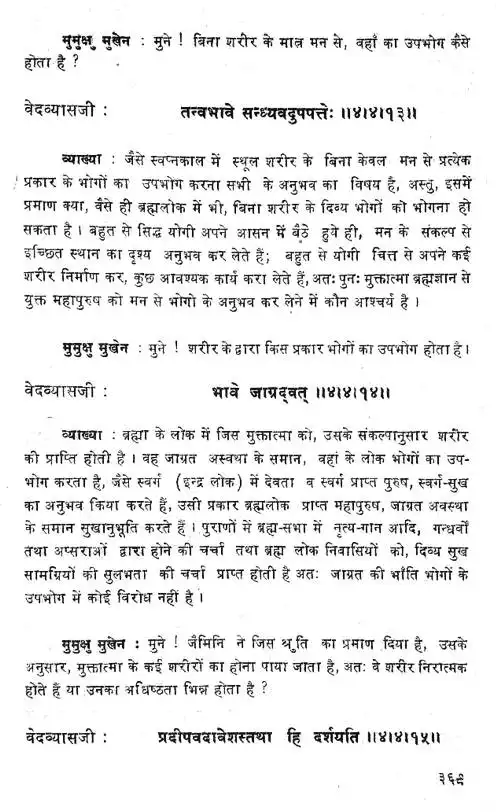 मुमुक्षु मुखेन : मुने ! बिना शरीर के मात्र मन से, वहाँ का उपभोग कैसे
होता है ?
वेदव्यासजी : तन्वभावे सन्ध्यवदुपपत्तेः ॥४।४।१३॥
व्याख्या : जैसे स्वप्नकाल में स्थूल शरीर के बिना केवल मन से प्रत्येक
प्रकार के भोगों का उपभोग करना सभी के अनुभव का विषय है, अस्तु, इसमें
प्रमाण क्या, वैसे ही ब्रह्मलोक में भी, बिना शरीर के दिव्य भोगों को भोगना हो
सकता है । बहुत से सिद्ध योगी अपने आसन में बैठे हुये ही, मन के संकल्प से
इच्छित स्थान का दृश्य अनुभव कर लेते हैं; बहुत से योगी चित्त से अपने कई
शरीर निर्माण कर, कुछ आवश्यक कार्य करा लेते हैं, अतः पुनः मुक्तात्मा ब्रह्मज्ञान से
युक्त महापुरुष को मन से भोगो के अनुभव कर लेने में कौन आश्चर्य है ।
मुमुक्षु मुखेन : मुने ! शरीर के द्वारा किस प्रकार भोगों का उपभोग होता है ।
वेदव्यासजी : भावे जाग्रद्वत् ॥४।४।१४॥
व्याख्या : ब्रह्मा के लोक में जिस मुक्तात्मा को, उसके संकल्पानुसार शरीर
की प्राप्ति होती है । वह जाग्रत अस्वथा के समान, वहां के लोक भोगों का उप-
भोग करता है, जैसे स्वर्ग (इन्द्र लोक) में देवता व स्वर्ग प्राप्त पुरुष, स्वर्ग-सुख
का अनुभव किया करते हैं, उसी प्रकार ब्रह्मलोक प्राप्त महापुरुष, जाग्रत अवस्था
के समान सुखानुभूति करते हैं । पुराणों में ब्रह्म-सभा में नृत्य-गान आदि, गन्धर्वों
तथा अप्सराओं द्वारा होने की चर्चा तथा ब्रह्म लोक निवासियों को, दिव्य सुख
सामग्रियों की सुलभता की चर्चा प्राप्त होती है अतः जाग्रत की भाँति भोगों के
उपभोग में कोई विरोध नहीं है ।
मुमुक्षु मुखेन : मुने ! जैमिनि ने जिस श्रुति का प्रमाण दिया है, उसके
अनुसार, मुक्तात्मा के कई शरीरों का होना पाया जाता है, अतः वे शरीर निरात्मक
होते हैं या उनका अधिष्ठता भिन्न होता है ?
वेदव्यासजी : प्रदीपवदावेशस्तथा हि दर्शयति ॥४।४।१५॥
३६९